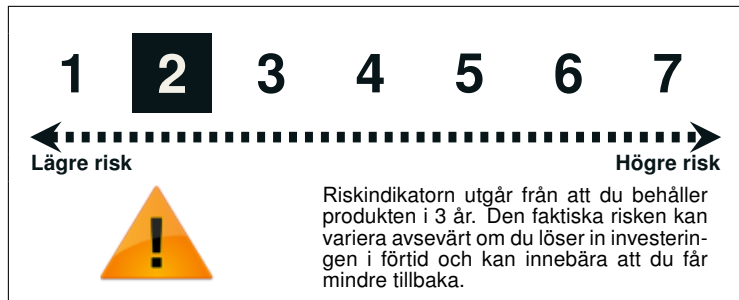 1 2 3 4 5 6 7
Lägre risk Högre risk
!
Riskindikatorn utgår från att du behåller
produkten i 3 år. Den faktiska risken kan
variera avsevärt om du löser in investerin-
gen i förtid och kan innebära att du får
mindre tillbaka.